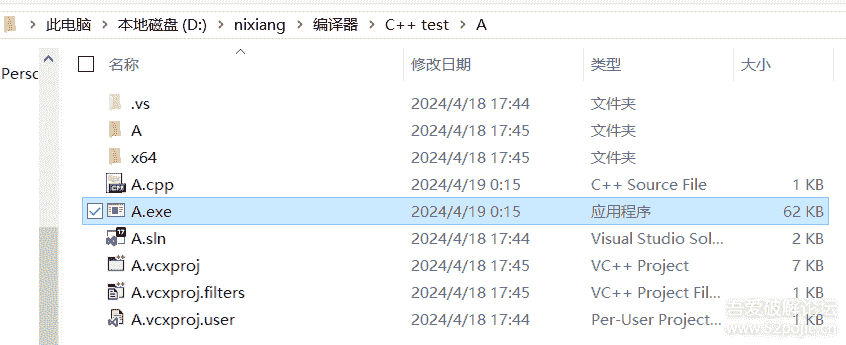 此电脑 > 本地磁盘 (D:) > nixiang > 编译器 > C++ test > A
Perso
名称 修改日期 类型 大小
.vs 2024/4/18 17:44 文件夹
A 2024/4/18 17:45 文件夹
x64 2024/4/18 17:45 文件夹
A.cpp 2024/4/19 0:15 C++ Source File 1 KB
A.exe 2024/4/19 0:15 应用程序 62 KB
A.sln 2024/4/18 17:44 Visual Studio Sol... 2 KB
A.vcxproj 2024/4/18 17:45 VC++ Project 7 KB
A.vcxproj.filters 2024/4/18 17:45 VC++ Project Fil... 1 KB
A.vcxproj.user 2024/4/18 17:44 Per-User Project... 1 KB
吾爱破解论坛
www.52pojie.cn